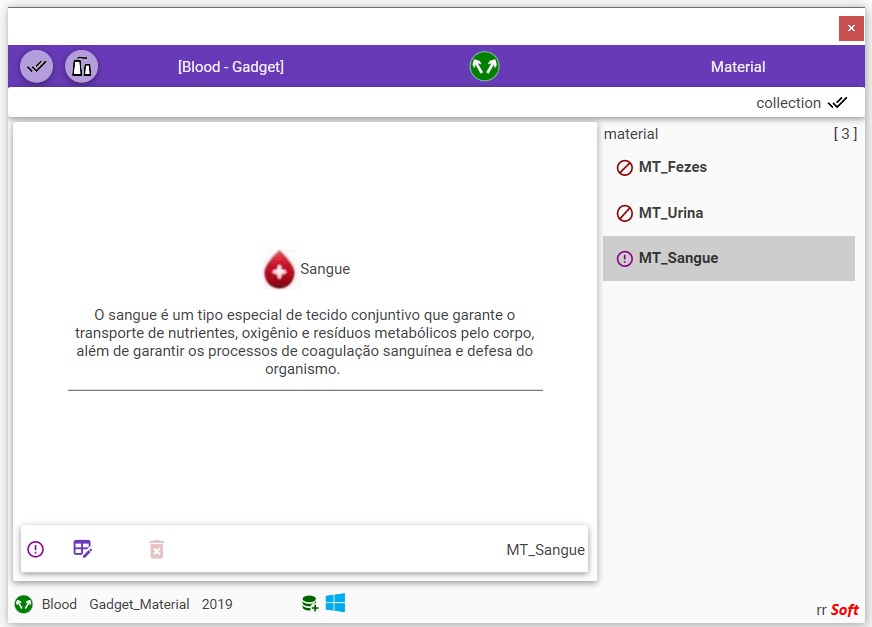 [Blood - Gadget]
Material
collection
material
[ 3 ]
MT_Fezes
MT_Urina
MT_Sangue
Sangue
O sangue é um tipo especial de tecido conjuntivo que garante o
transporte de nutrientes, oxigênio e resíduos metabólicos pelo corpo,
além de garantir os processos de coagulação sanguínea e defesa do
organismo.
MT_Sangue
Blood Gadget_Material 2019
rr Soft